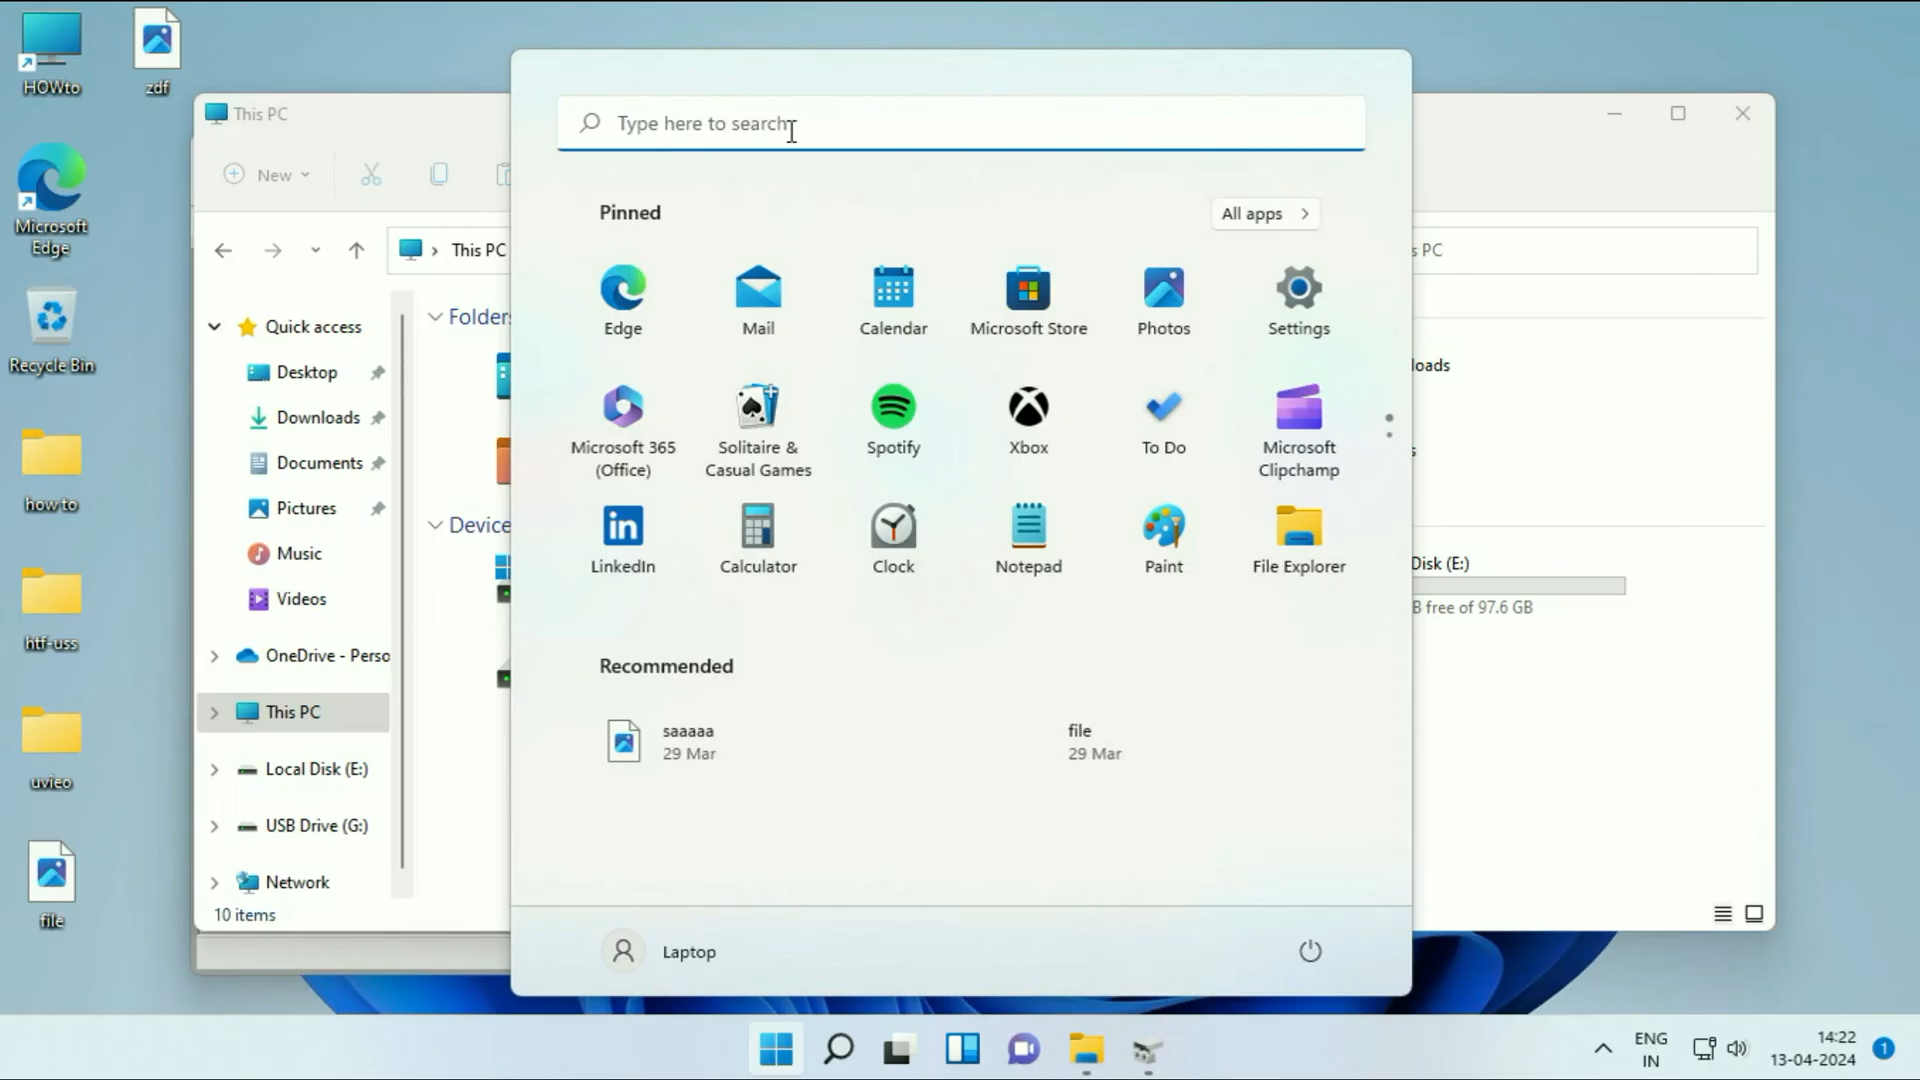 HOWto
zdf
Microsoft
Edge
Recycle Bin
how to
htf-uss
uvieo
file
This PC
New
This PC
Quick access
Desktop
Downloads
Documents
Pictures
Music
Videos
OneDrive - Perso
This PC
Local Disk (E:)
USB Drive (G:)
Network
10 items
Folders
Device
Type here to search
Pinned
All apps
Edge
Mail
Calendar
Microsoft Store
Photos
Settings
Microsoft 365
(Office)
Solitaire &
Casual Games
Spotify
Xbox
To Do
Microsoft
Clipchamp
LinkedIn
Calculator
Clock
Notepad
Paint
File Explorer
Recommended
saaaaa
29 Mar
file
29 Mar
Laptop
s PC
loads
s
Disk (E:)
B free of 97.6 GB
ENG
IN
14:22
13-04-2024
1